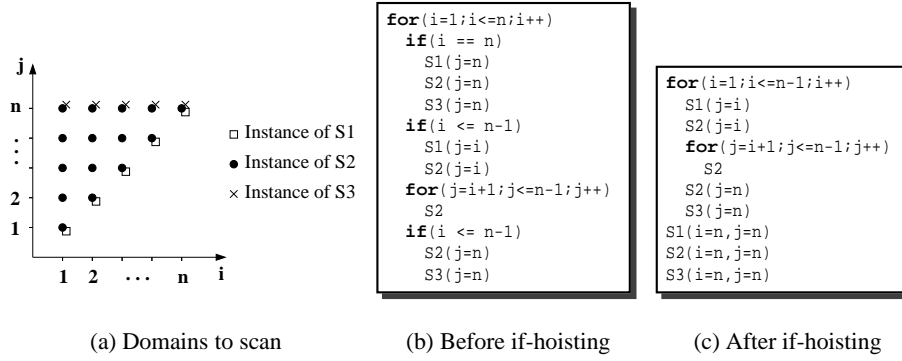 j
n
⋮
2
1
1 2 ... n i
Instance of S1
Instance of S2
Instance of S3
(a) Domains to scan
for(i=1;i<=n;i++)
if(i == n)
S1(j=n)
S2(j=n)
S3(j=n)
if(i <= n-1)
S1(j=i)
S2(j=i)
for(j=i+1;j<=n-1;j++)
S2
if(i <= n-1)
S2(j=n)
S3(j=n)
(b) Before if-hoisting
for(i=1;i<=n-1;i++)
S1(j=i)
S2(j=i)
for(j=i+1;j<=n-1;j++)
S2
S2(j=n)
S3(j=n)
S1(i=n,j=n)
S2(i=n,j=n)
S3(i=n,j=n)
(c) After if-hoisting